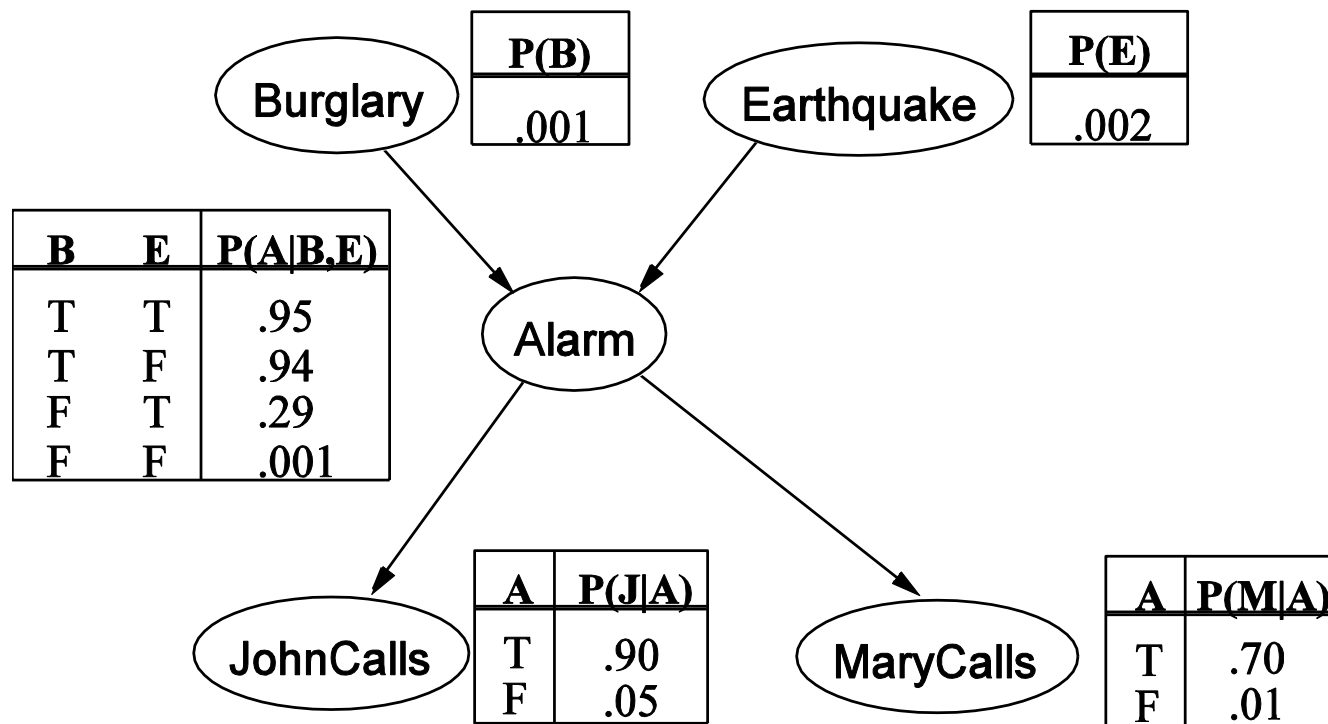 Burglary
P(B)
.001
Earthquake
P(E)
.002
B E P(A|B,E)
T T .95
T F .94
F T .29
F F .001
Alarm
JohnCalls
A P(J|A)
T .90
F .05
MaryCalls
A P(M|A)
T .70
F .01